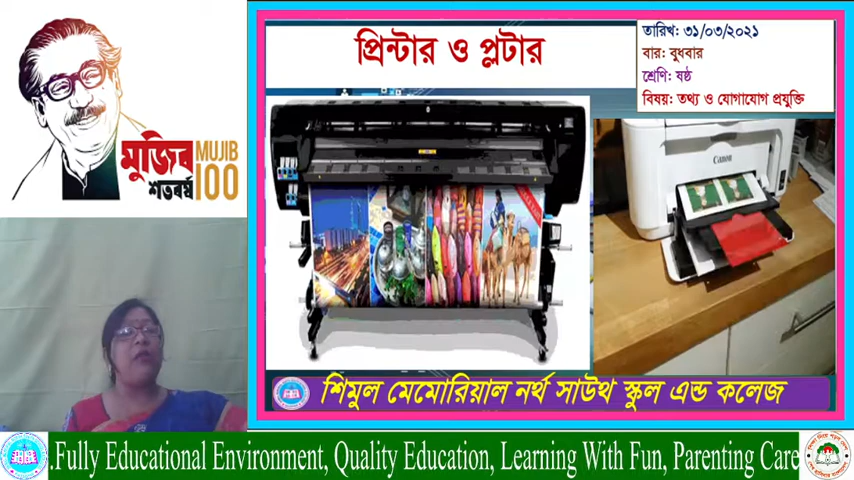 মুজিব
শতবর্ষ
MUJIB
100
প্রিন্টার ও প্লটার
তারিখ: ৩১/০৩/২০২১
বার: বুধবার
শ্রেণি: ষষ্ঠ
বিষয়: তথ্য ও যোগাযোগ প্রযুক্তি
Canon
শিমুল মেমোরিয়াল নর্থ সাউথ স্কুল এন্ড কলেজ
.Fully Educational Environment, Quality Education, Learning With Fun, Parenting Care